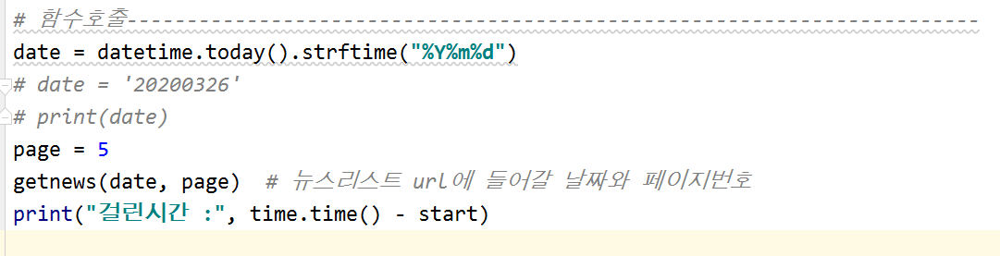 # 함수호출-----------------------------------------------------------------------
date = datetime.today().strftime("%Y%m%d")
# date = '20200326'
# print(date)
page = 5
getnews(date, page)  # 뉴스리스트 url에 들어갈 날짜와 페이지번호
print("걸린시간 :", time.time() - start)